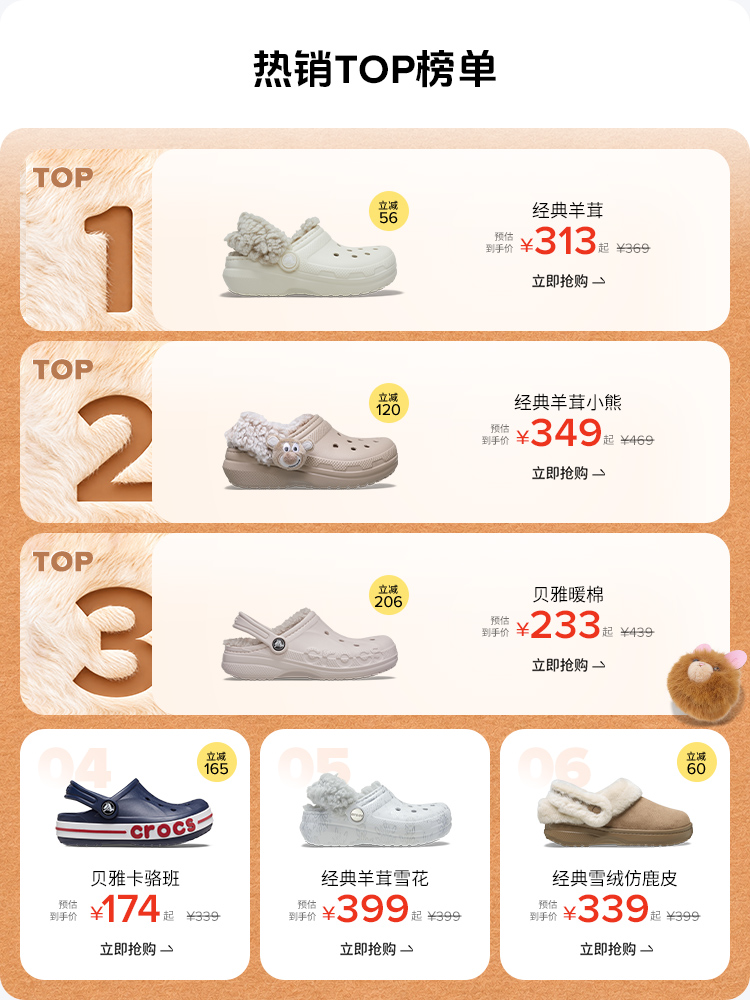 热销TOP榜单
TOP
1
立减
56
经典羊茸
预估
到手价 ¥313起 ¥369
立即抢购
TOP
2
立减
120
经典羊茸小熊
预估
到手价 ¥349起 ¥469
立即抢购
TOP
3
立减
206
贝雅暖棉
预估
到手价 ¥233起 ¥439
立即抢购
crocs
04
立减
165
crocs
贝雅卡骆班
预估
到手价 ¥174起 ¥339
立即抢购
05
经典羊茸雪花
预估
到手价 ¥399起 ¥399
立即抢购
06
立减
60
经典雪绒仿鹿皮
预估
到手价 ¥339起 ¥399
立即抢购